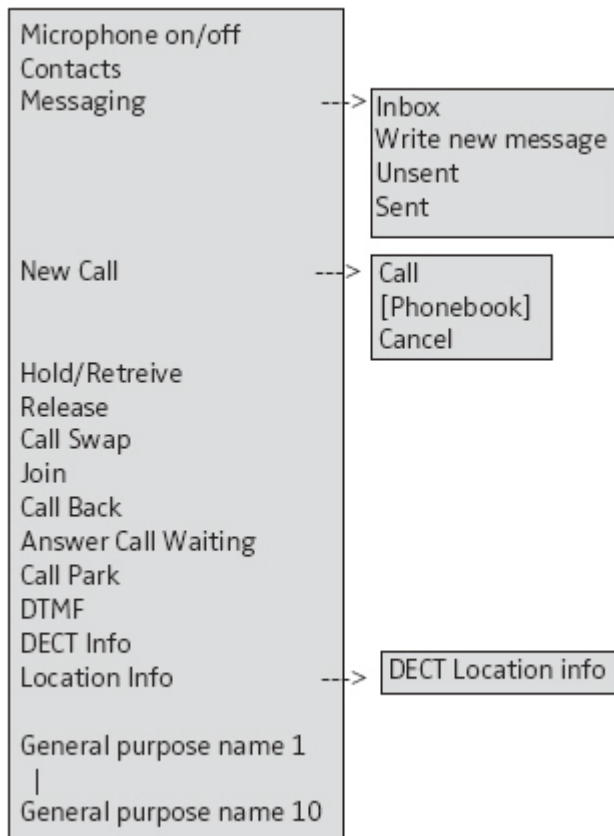 Microphone on/off
Contacts
Messaging --->
Inbox
Write new message
Unsent
Sent
New Call --->
Call
[Phonebook]
Cancel
Hold/Retreive
Release
Call Swap
Join
Call Back
Answer Call Waiting
Call Park
DTMF
DECT Info
Location Info --->
DECT Location info
General purpose name 1
|
General purpose name 10